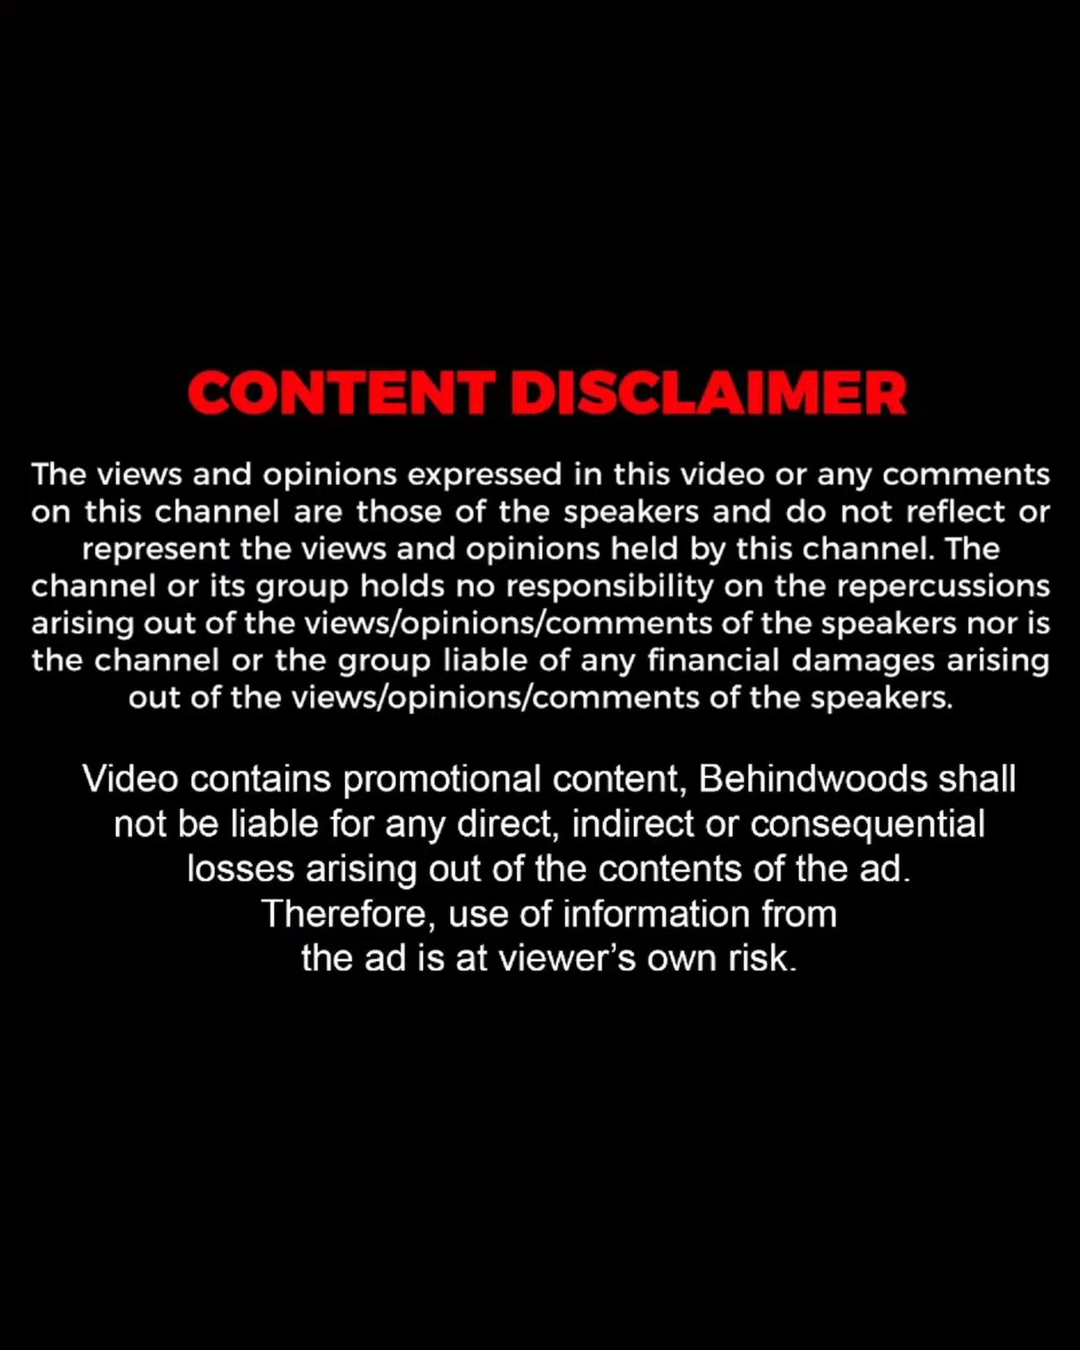 CONTENT DISCLAIMER
The views and opinions expressed in this video or any comments
on this channel are those of the speakers and do not reflect or
represent the views and opinions held by this channel. The
channel or its group holds no responsibility on the repercussions
arising out of the views/opinions/comments of the speakers nor is
the channel or the group liable of any financial damages arising
out of the views/opinions/comments of the speakers.
Video contains promotional content, Behindwoods shall
not be liable for any direct, indirect or consequential
losses arising out of the contents of the ad.
Therefore, use of information from
the ad is at viewer’s own risk.